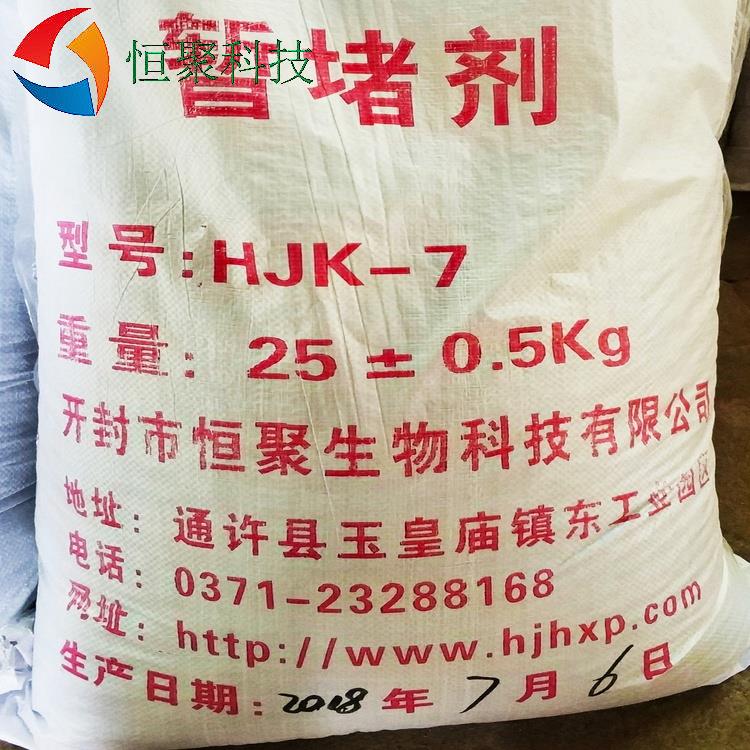 恒聚科技
暂堵剂
型号:HJK-7
重量: 25±0.5Kg
开封市恒聚生物科技有限公司
地址: 通许县玉皇庙镇东工业园区
电话: 0371-23288168
网址: http://www.hjhxp.com
生产日期: 2018年7月6日